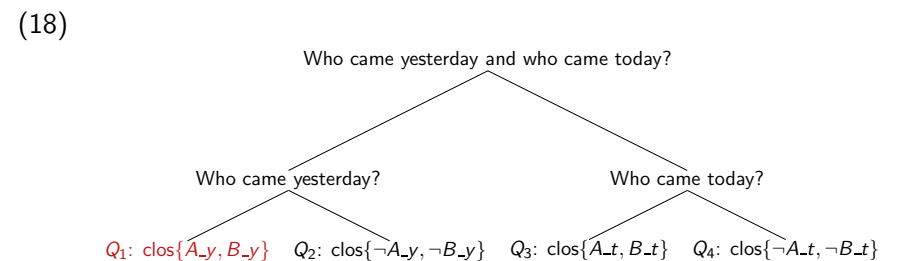 (18)
Who came yesterday and who came today?
Who came yesterday? Who came today?
Q₁: clos{A_y, B_y} Q₂: clos{¬A_y, ¬B_y} Q₃: clos{A_t, B_t} Q₄: clos{¬A_t, ¬B_t}